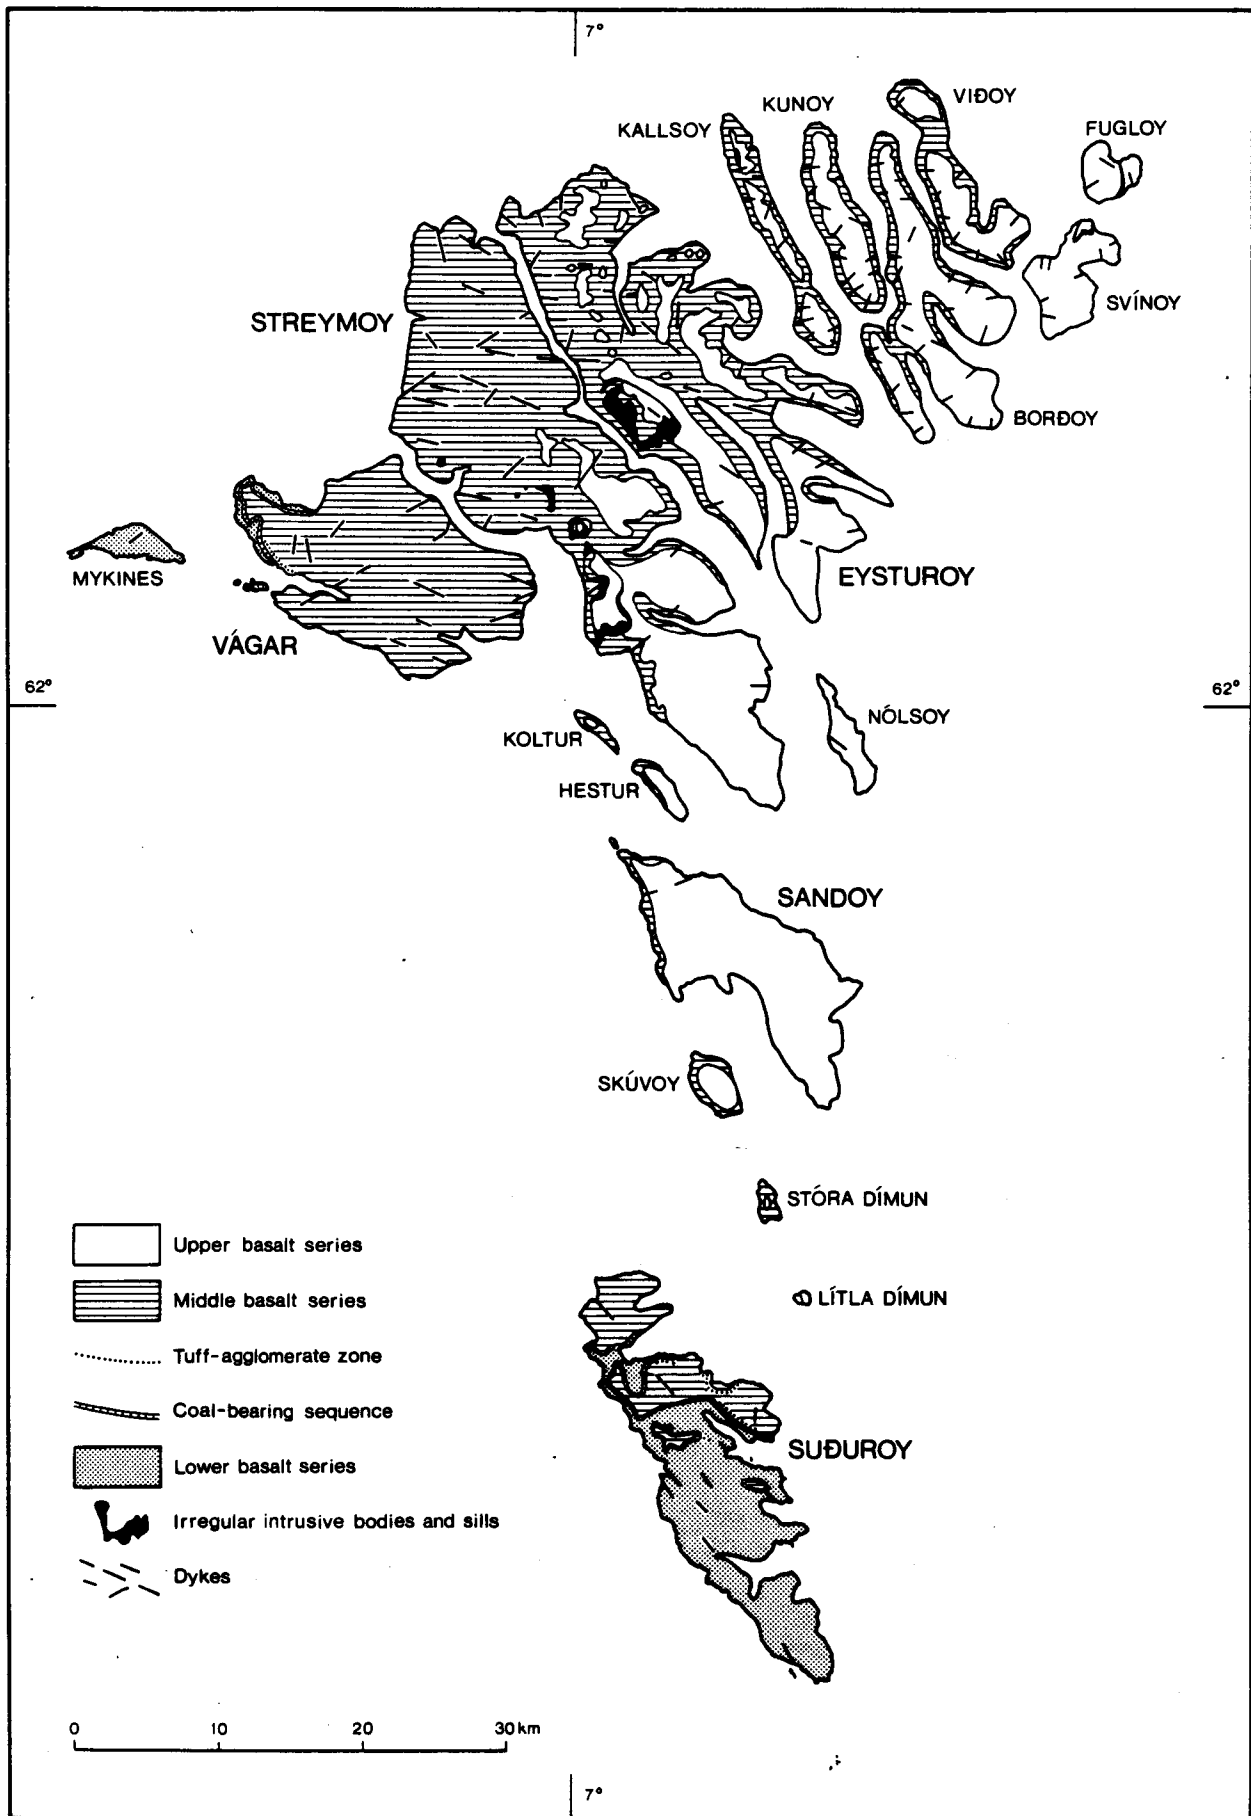 7°
VIÐOY
KUNOY
KALLSOY
FUGLOY
SVÍNOY
STREYMOY
BORÐOY
MYKINES
EYSTUROY
VÁGAR
62°
62°
NÓLSOY
KOLTUR
HESTUR
SANDOY
SKÚVOY
STÓRA DÍMUN
LÍTLA DÍMUN
SUÐUROY
Upper basalt series
Middle basalt series
Tuff-agglomerate zone
Coal-bearing sequence
Lower basalt series
Irregular intrusive bodies and sills
Dykes
0 10 20 30 km
7°